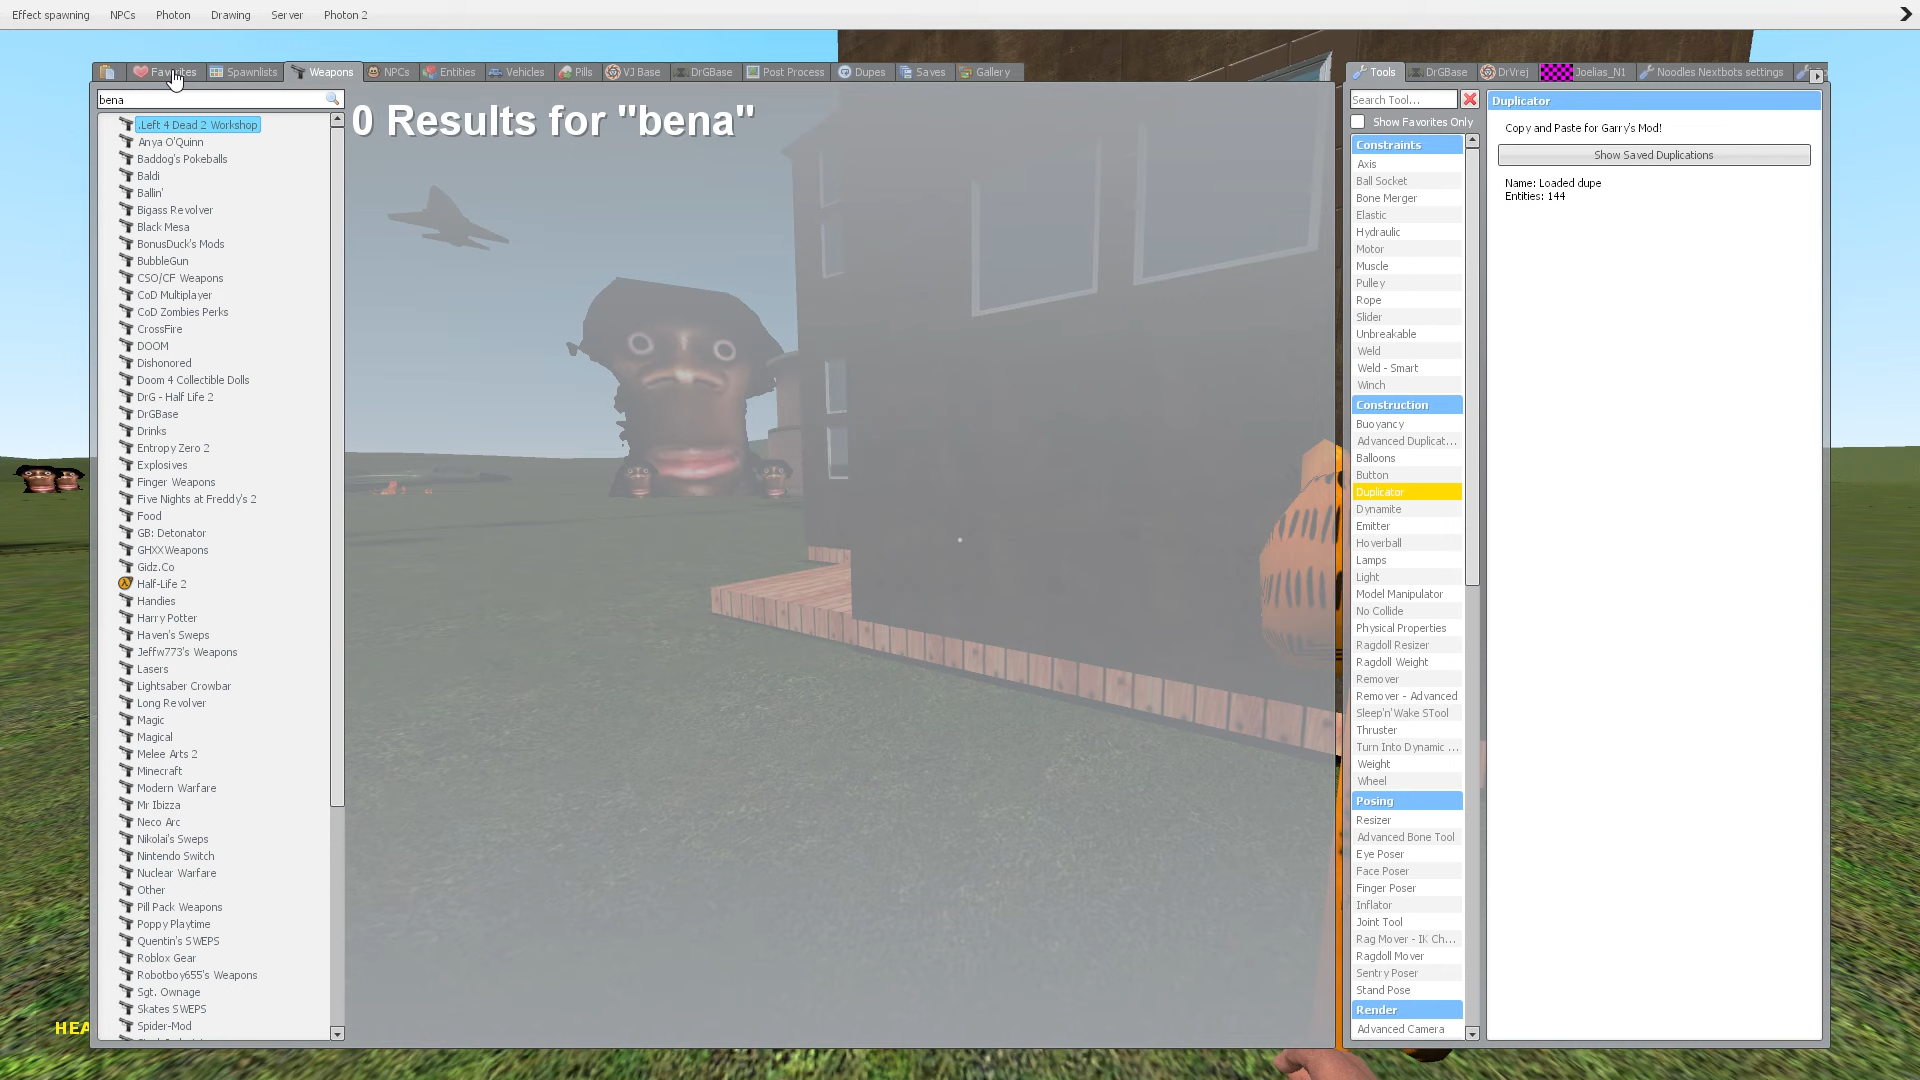 Effect spawning NPCs Photon Drawing Server Photon 2
Favorites Spawnlists Weapons NPCs Entities Vehicles Pills VJ Base DrGBase Post Process Dupes Saves Gallery
bena
0 Results for "bena"
.Left 4 Dead 2 Workshop
Anya O'Quinn
Baddog's Pokeballs
Baldi
Ballin'
Bigass Revolver
Black Mesa
BonusDuck's Mods
BubbleGun
CSO/CF Weapons
CoD Multiplayer
CoD Zombies Perks
CrossFire
DOOM
Dishonored
Doom 4 Collectible Dolls
DrG - Half Life 2
DrGBase
Drinks
Entropy Zero 2
Explosives
Finger Weapons
Five Nights at Freddy's 2
Food
GB: Detonator
GHXXWeapons
Gidz.Co
Half-Life 2
Handies
Harry Potter
Haven's Sweps
Jeffw773's Weapons
Lasers
Lightsaber Crowbar
Long Revolver
Magic
Magical
Melee Arts 2
Minecraft
Modern Warfare
Mr Ibizza
Neco Arc
Nikolai's Sweps
Nintendo Switch
Nuclear Warfare
Other
Pill Pack Weapons
Poppy Playtime
Quentin's SWEPS
Roblox Gear
Robotboy655's Weapons
Sgt. Ownage
Skates SWEPS
Spider-Mod
HEA
Tools DrGBase DrVrej Joelias_N1 Noodles Nextbots settings
Search Tool...
Show Favorites Only
Constraints
Axis
Ball Socket
Bone Merger
Elastic
Hydraulic
Motor
Muscle
Pulley
Rope
Slider
Unbreakable
Weld
Weld - Smart
Winch
Construction
Buoyancy
Advanced Duplicat...
Balloons
Button
Duplicator
Dynamite
Emitter
Hoverball
Lamps
Light
Model Manipulator
No Collide
Physical Properties
Ragdoll Resizer
Ragdoll Weight
Remover
Remover - Advanced
Sleep'n'Wake STool
Thruster
Turn Into Dynamic ...
Weight
Wheel
Posing
Resizer
Advanced Bone Tool
Eye Poser
Face Poser
Finger Poser
Inflator
Joint Tool
Rag Mover - IK Ch...
Ragdoll Mover
Sentry Poser
Stand Pose
Render
Advanced Camera
Duplicator
Copy and Paste for Garry's Mod!
Show Saved Duplications
Name: Loaded dupe
Entities: 144